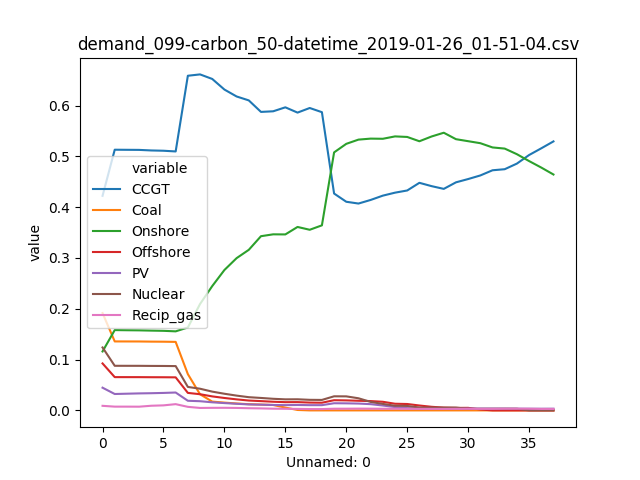 demand_099-carbon_50-datetime_2019-01-26_01-51-04.csv
value
0.6
0.5
0.4
0.3
0.2
0.1
0.0
variable
CCGT
Coal
Onshore
Offshore
PV
Nuclear
Recip_gas
0 5 10 15 20 25 30 35
Unnamed: 0